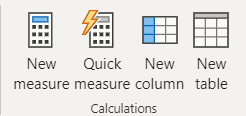 New measure
Quick measure
New column
New table
Calculations